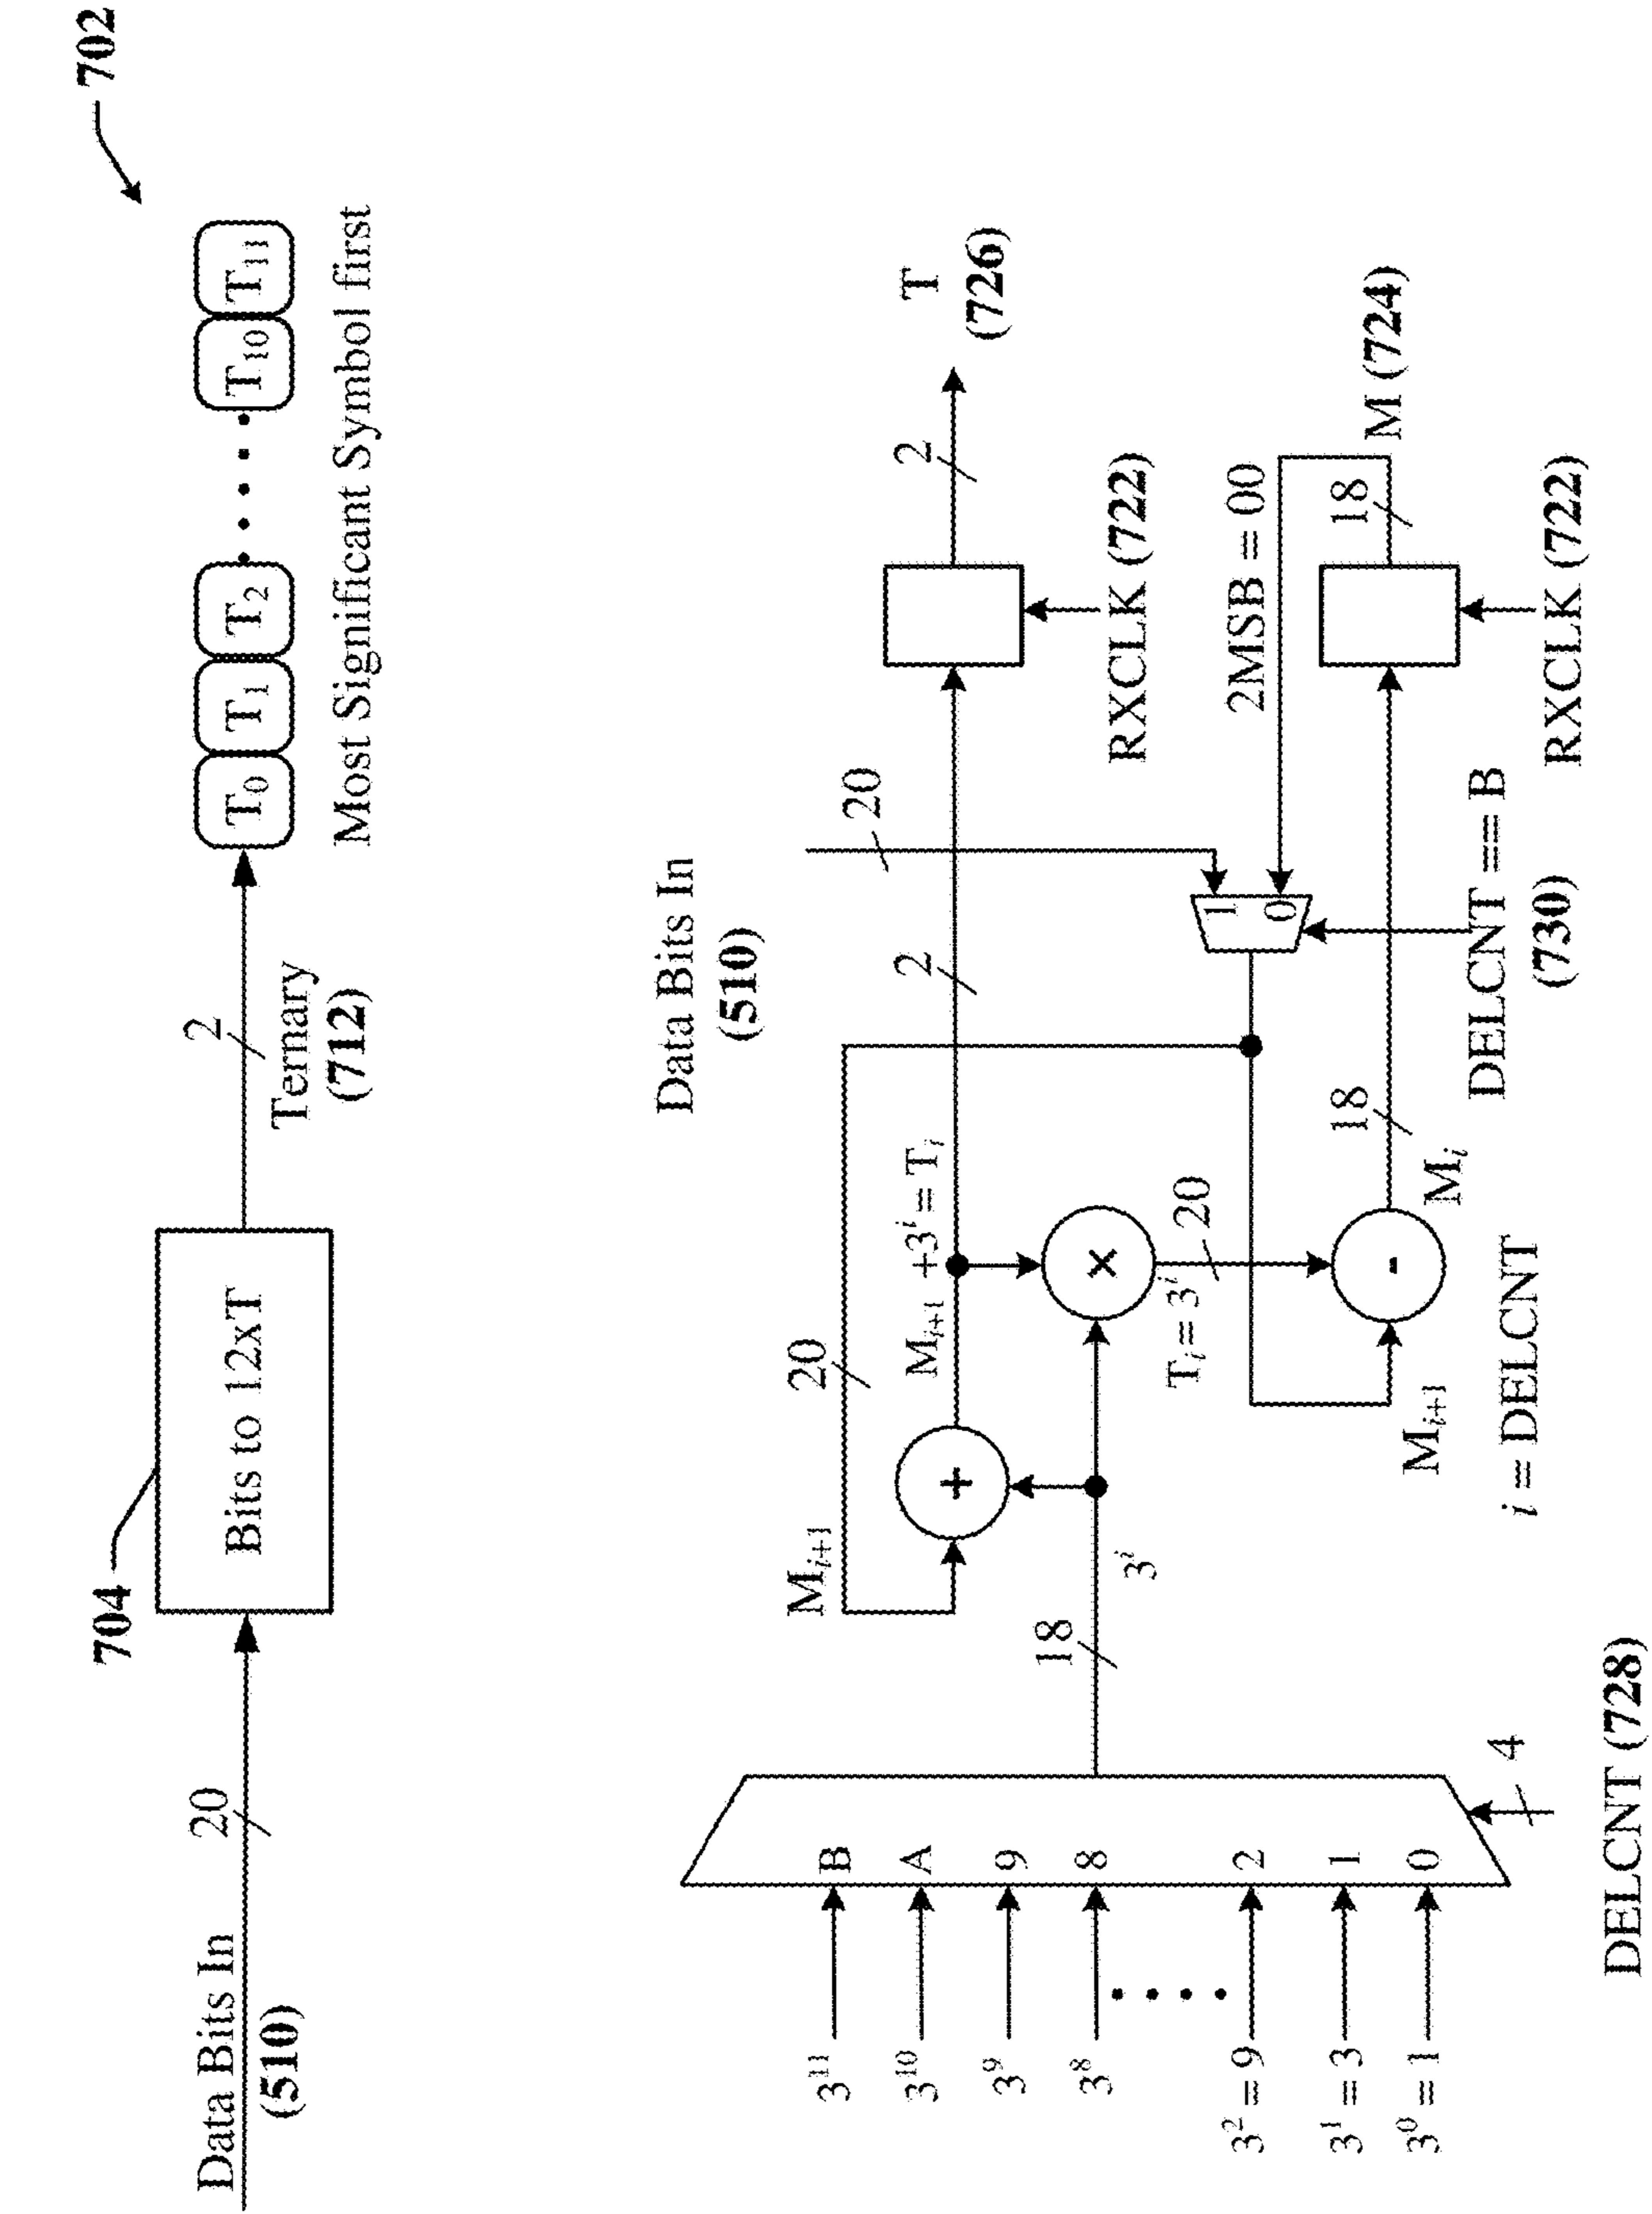 702
704
Data Bits In
(510)
20
Bits to 12xT
2
Ternary
(712)
T0 T1 T2 T10 T11
Most Significant Symbol first
Data Bits In
(510)
20
3¹¹ B
3¹⁰ A
3⁹ 9
3⁸ 8
3² = 9 2
3¹ = 3 1
3⁰ = 1 0
4
DELCNT (728)
18
3ⁱ
Mi+1
20
+
Mi+1 +3ⁱ = Ti
×
Ti = 3ⁱ
20
2
2
T
(726)
RXCLK (722)
1
0
2MSB = 00
DELCNT == B
(730)
Mi+1
-
Mi
18
18
M (724)
RXCLK (722)
i = DELCNT